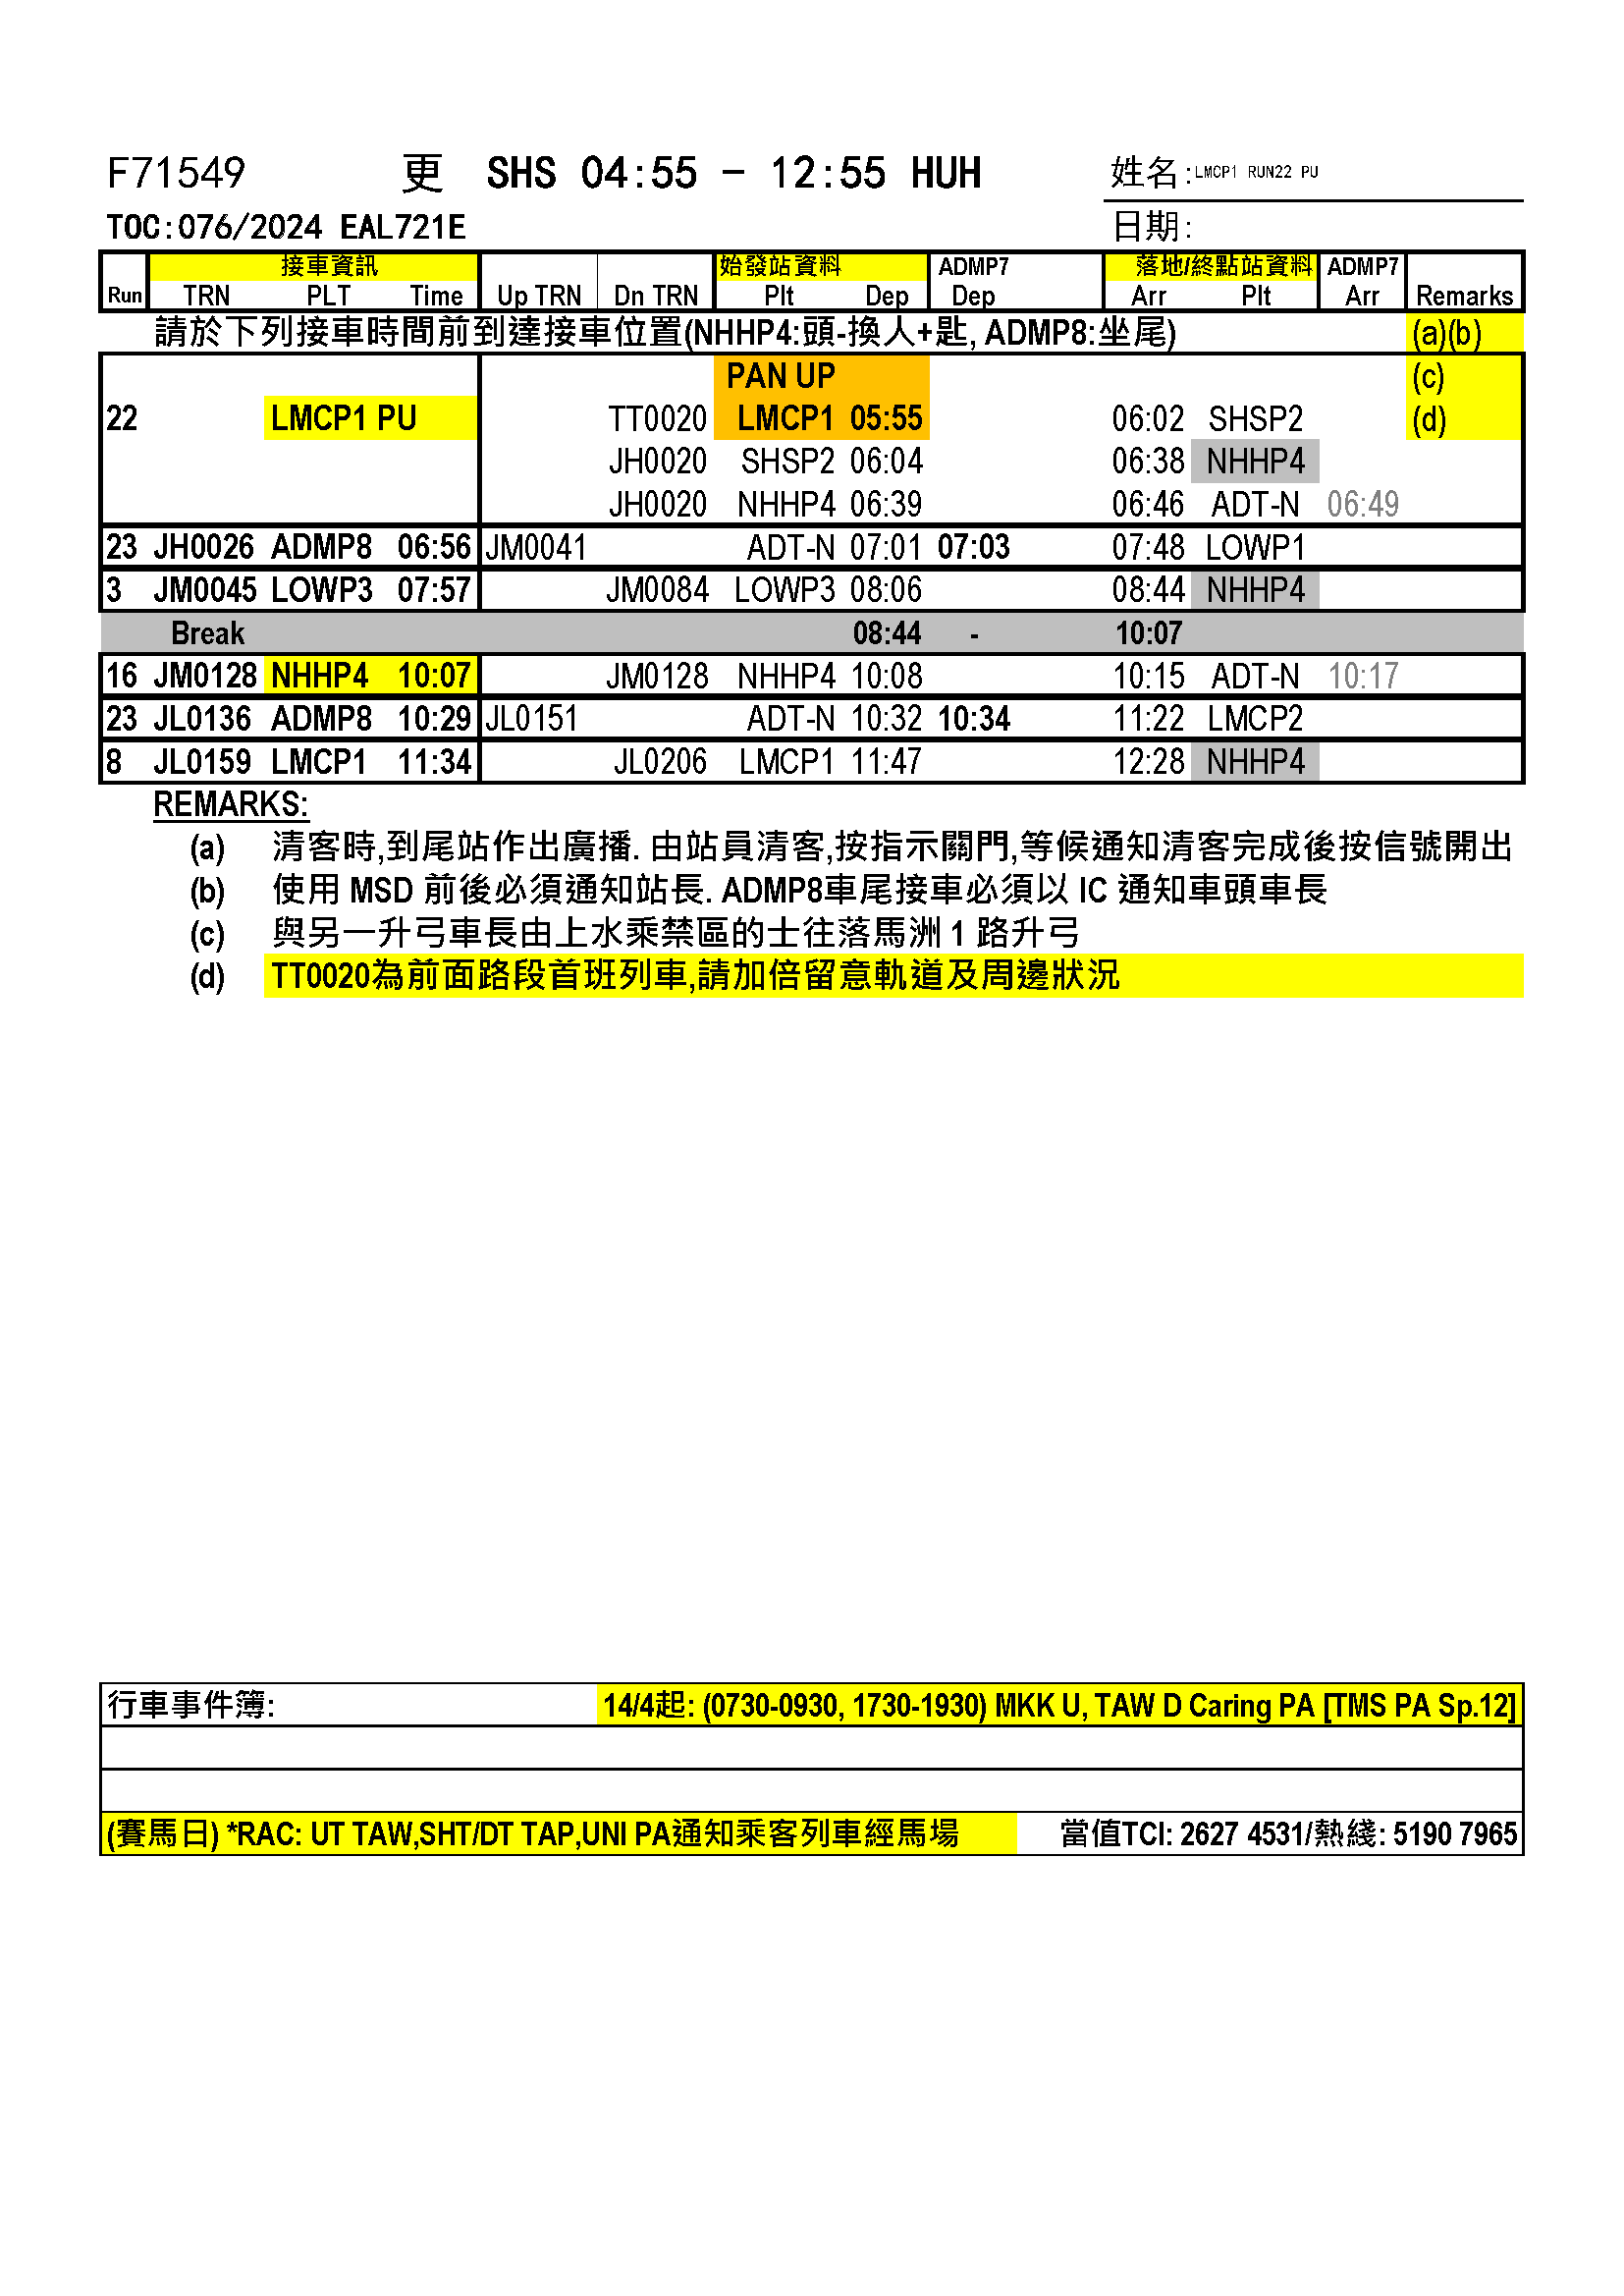 F71549 更 SHS 04:55 - 12:55 HUH 姓名:LMCP1 RUN22 PU
TOC:076/2024 EAL721E 日期:
接車資訊 始發站資料 ADMP7 落地/終點站資料 ADMP7
Run TRN PLT Time Up TRN Dn TRN Plt Dep Dep Arr Plt Arr Remarks
請於下列接車時間前到達接車位置(NHHP4:頭-換人+匙, ADMP8:坐尾) (a)(b)
PAN UP (c)
22 LMCP1 PU TT0020 LMCP1 05:55 06:02 SHSP2 (d)
JH0020 SHSP2 06:04 06:38 NHHP4
JH0020 NHHP4 06:39 06:46 ADT-N 06:49
23 JH0026 ADMP8 06:56 JM0041 ADT-N 07:01 07:03 07:48 LOWP1
3 JM0045 LOWP3 07:57 JM0084 LOWP3 08:06 08:44 NHHP4
Break 08:44 - 10:07
16 JM0128 NHHP4 10:07 JM0128 NHHP4 10:08 10:15 ADT-N 10:17
23 JL0136 ADMP8 10:29 JL0151 ADT-N 10:32 10:34 11:22 LMCP2
8 JL0159 LMCP1 11:34 JL0206 LMCP1 11:47 12:28 NHHP4
REMARKS:
(a) 清客時,到尾站作出廣播. 由站員清客,按指示關門,等候通知清客完成後按信號開出
(b) 使用 MSD 前後必須通知站長. ADMP8車尾接車必須以 IC 通知車頭車長
(c) 與另一升弓車長由上水乘禁區的士往落馬洲 1 路升弓
(d) TT0020為前面路段首班列車,請加倍留意軌道及周邊狀況
行車事件簿: 14/4起: (0730-0930, 1730-1930) MKK U, TAW D Caring PA [TMS PA Sp.12]
(賽馬日) *RAC: UT TAW,SHT/DT TAP,UNI PA通知乘客列車經馬場 當值TCI: 2627 4531/熱綫: 5190 7965